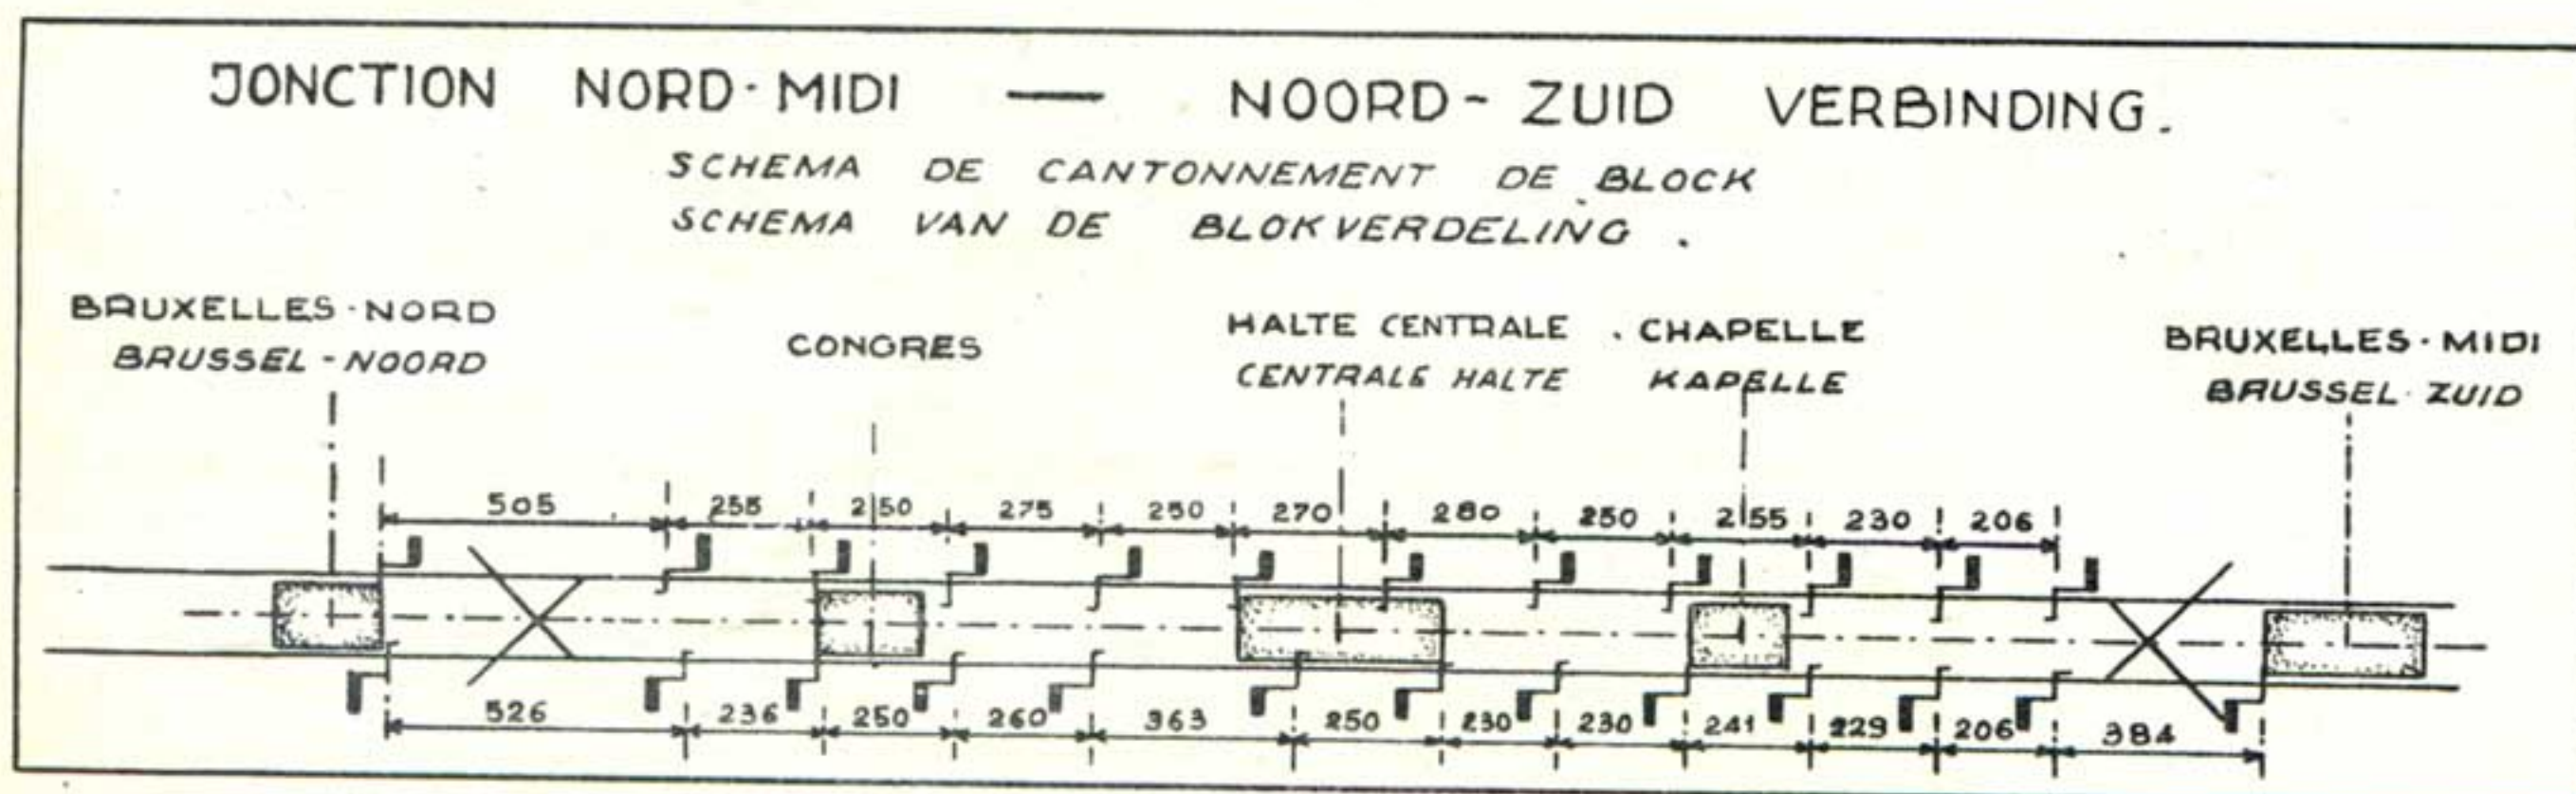 JONCTION NORD-MIDI — NOORD-ZUID VERBINDING.
SCHEMA DE CANTONNEMENT DE BLOCK
SCHEMA VAN DE BLOKVERDELING.
BRUXELLES-NORD
BRUSSEL-NOORD
CONGRES
HALTE CENTRALE
CENTRALE HALTE
CHAPELLE
KAPELLE
BRUXELLES-MIDI
BRUSSEL-ZUID
505 255 250 275 250 270 280 250 255 230 206
526 236 250 260 363 250 230 230 241 229 206 384